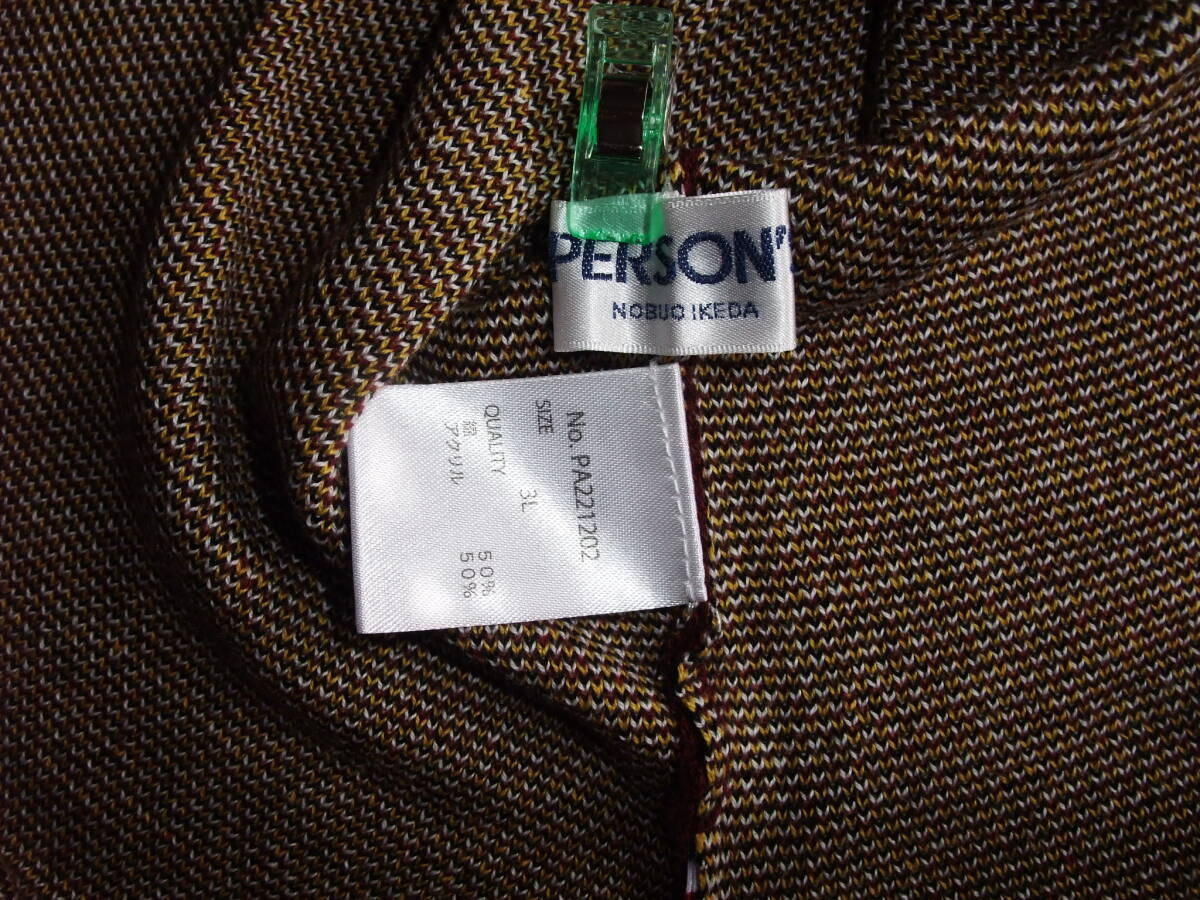 PERSON'S
NOBUO IKEDA
No. PA221202
SIZE
3L
QUALITY
綿 50%
アクリル 50%